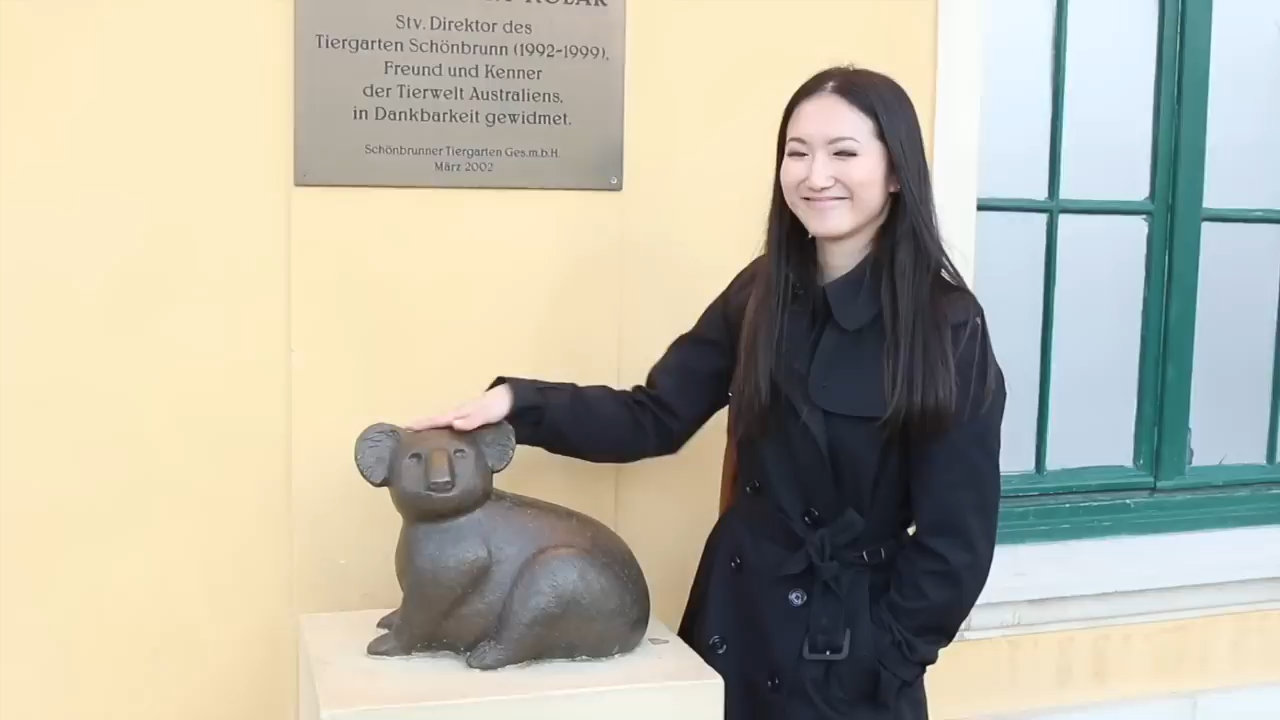 KOLAR
Stv. Direktor des
Tiergarten Schönbrunn (1992-1999),
Freund und Kenner
der Tierwelt Australiens,
in Dankbarkeit gewidmet.
Schönbrunner Tiergarten Ges.m.b.H.
März 2002